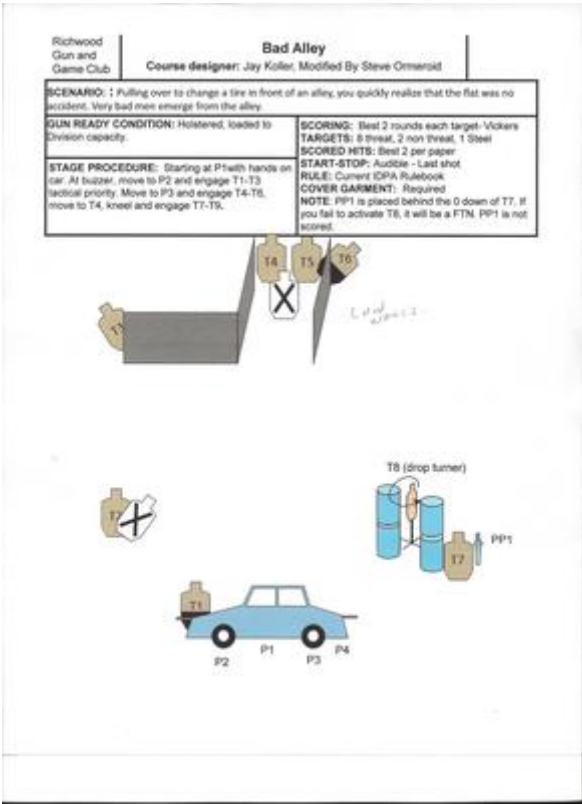 Richwood
Gun and
Game Club
Bad Alley
Course designer: Jay Koller, Modified By Steve Ormeroid
SCENARIO: : Pulling over to change a tire in front of an alley, you quickly realize that the flat was no
accident. Very bad men emerge from the alley.
GUN READY CONDITION: Holstered, loaded to
Division capacity.
STAGE PROCEDURE: Starting at P1with hands on
car. At buzzer, move to P2 and engage T1-T3
tactical priority. Move to P3 and engage T4-T6,
move to T4, kneel and engage T7-T9.
SCORING: Best 2 rounds each target- Vickers
TARGETS: 8 threat, 2 non threat, 1 Steel
SCORED HITS: Best 2 per paper
START-STOP: Audible - Last shot
RULE: Current IDPA Rulebook
COVER GARMENT: Required
NOTE: PP1 is placed behind the 0 down of T7. If
you fail to activate T8, it will be a FTN. PP1 is not
scored.
T4
T5
T6
X
T3
T8 (drop turner)
T2
X
PP1
T7
T1
P2
P1
P3
P4